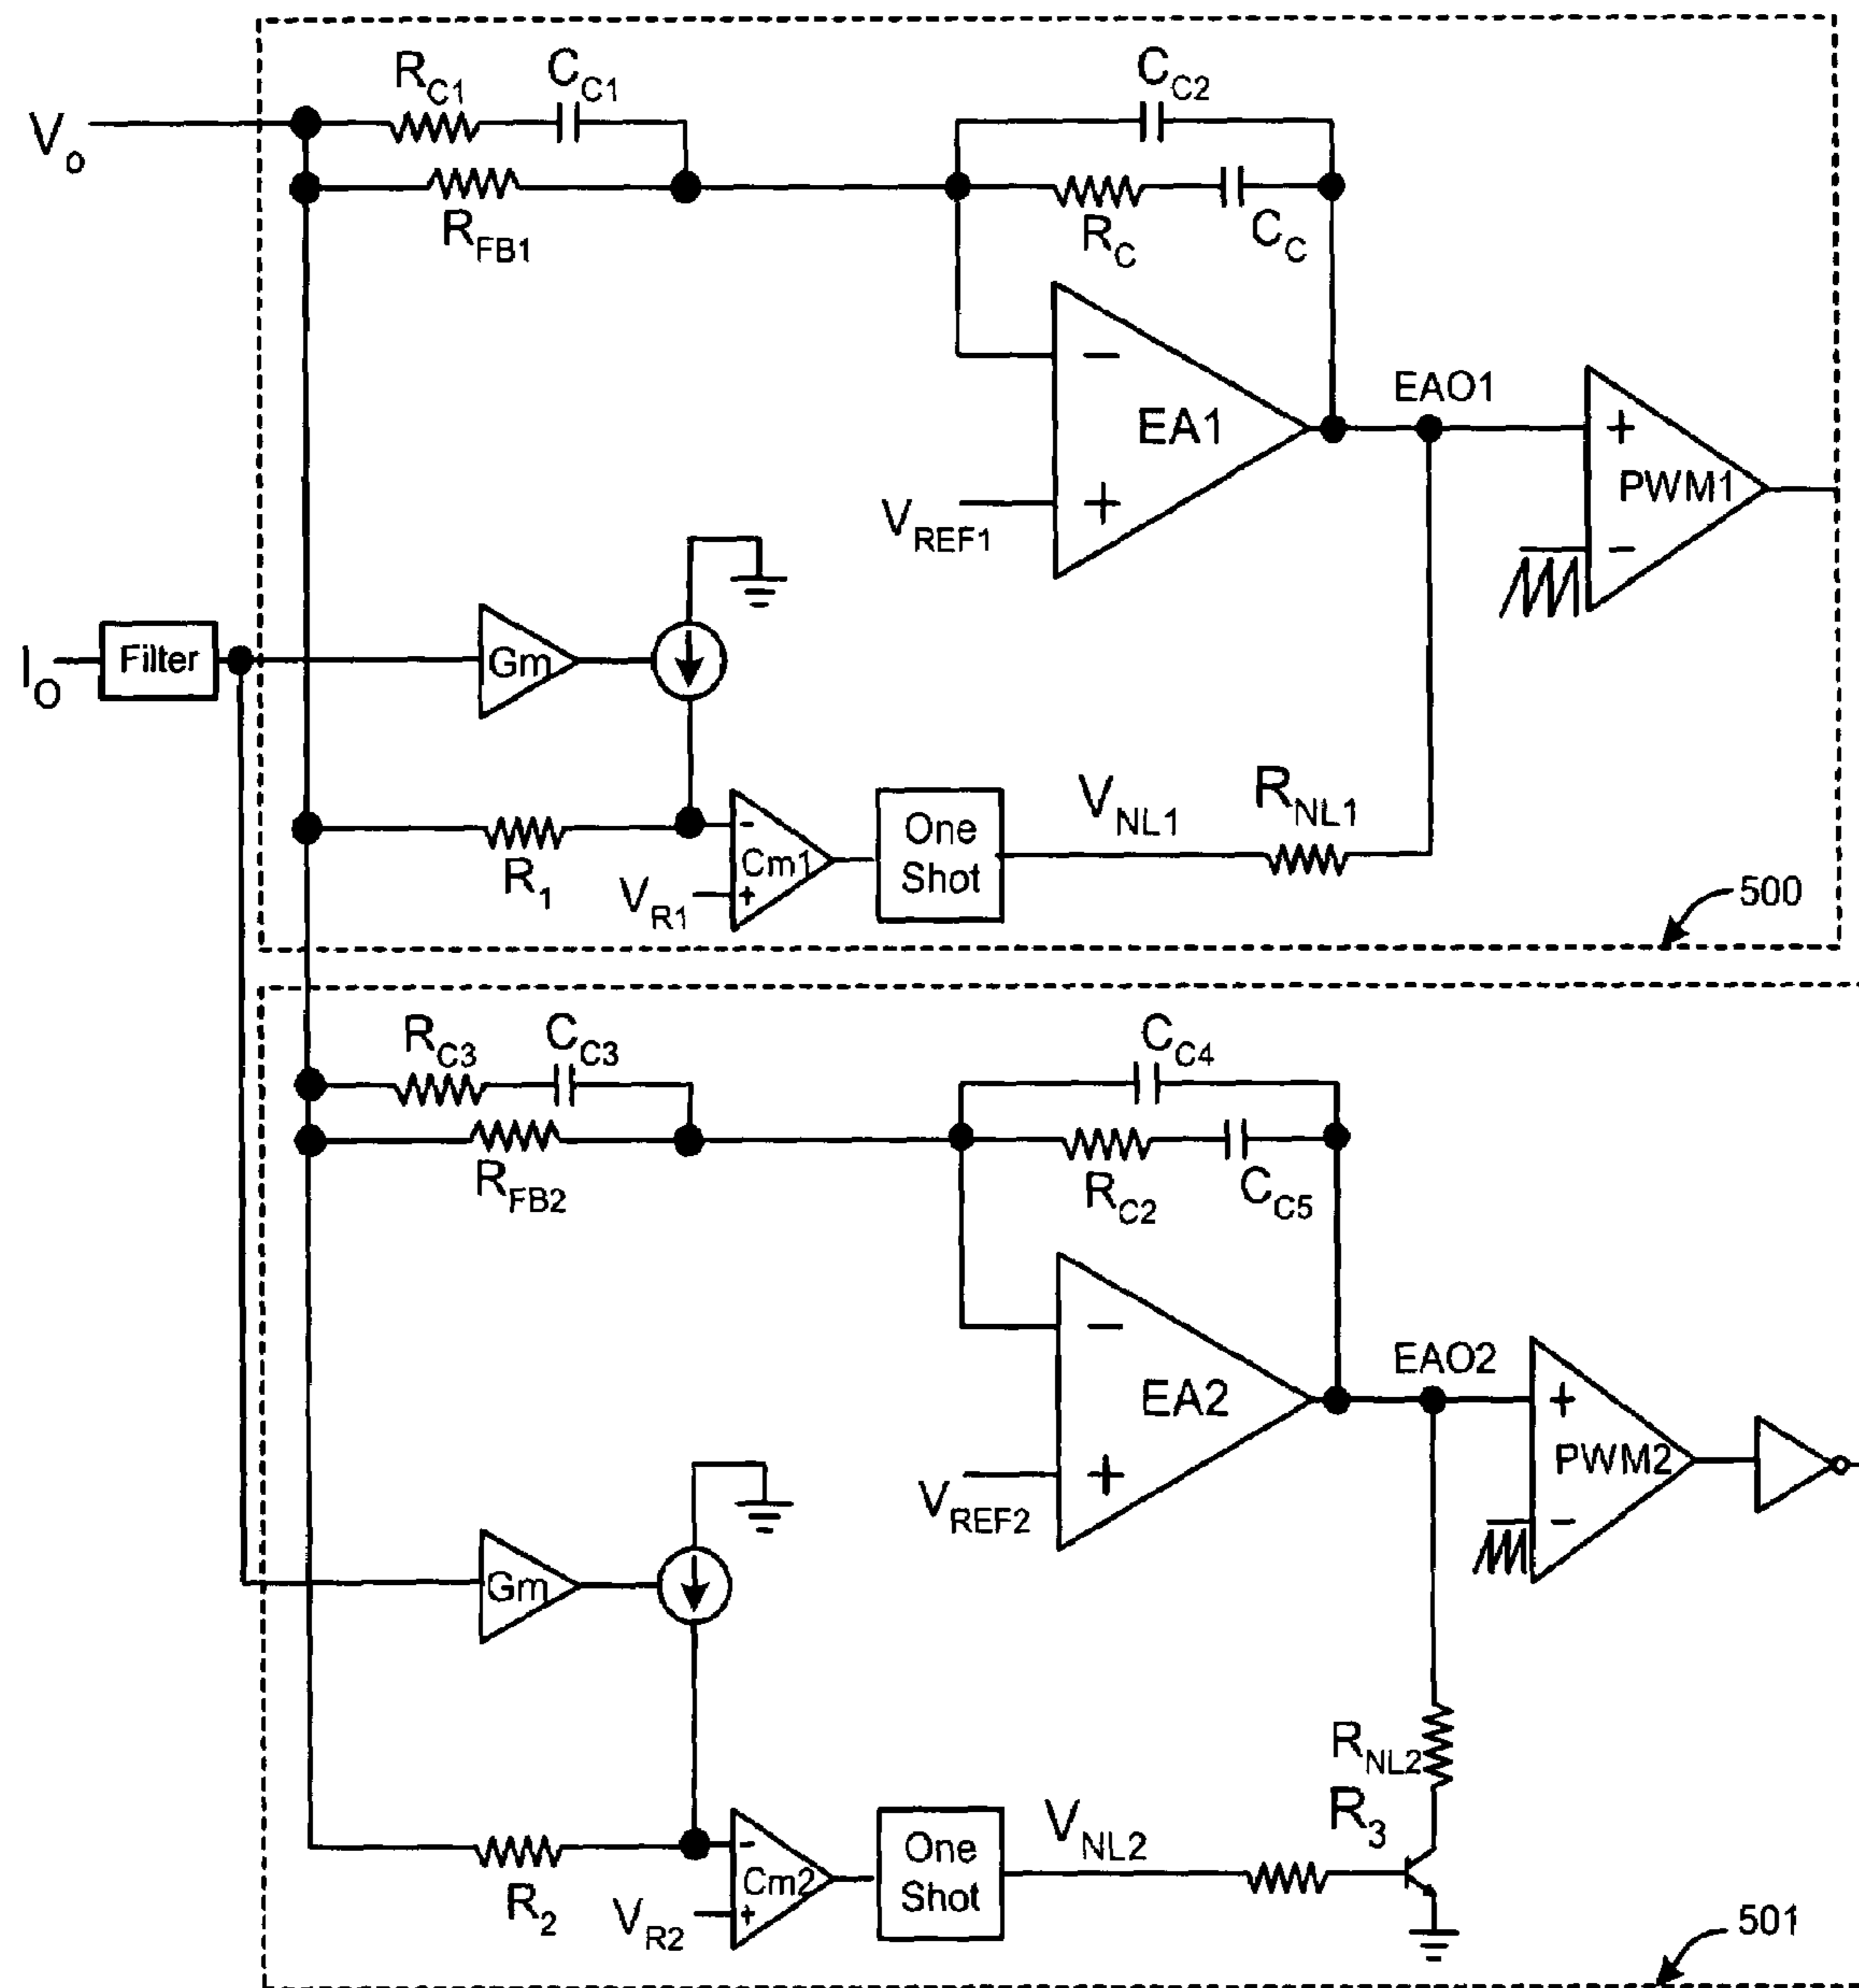 R_C1 C_C1 C_C2
V_o
R_FB1 R_C C_C
−
EA1
EAO1
+
PWM1
V_REF1 +
−
I_O Filter Gm
V_NL1 R_NL1
R_1
-
Cm1
V_R1 +
One
Shot
500
R_C3 C_C3 C_C4
R_FB2 R_C2 C_C5
−
EA2
EAO2
+
PWM2
V_REF2 +
−
Gm
R_NL2
R_3
V_NL2
R_2
-
Cm2
V_R2 +
One
Shot
501